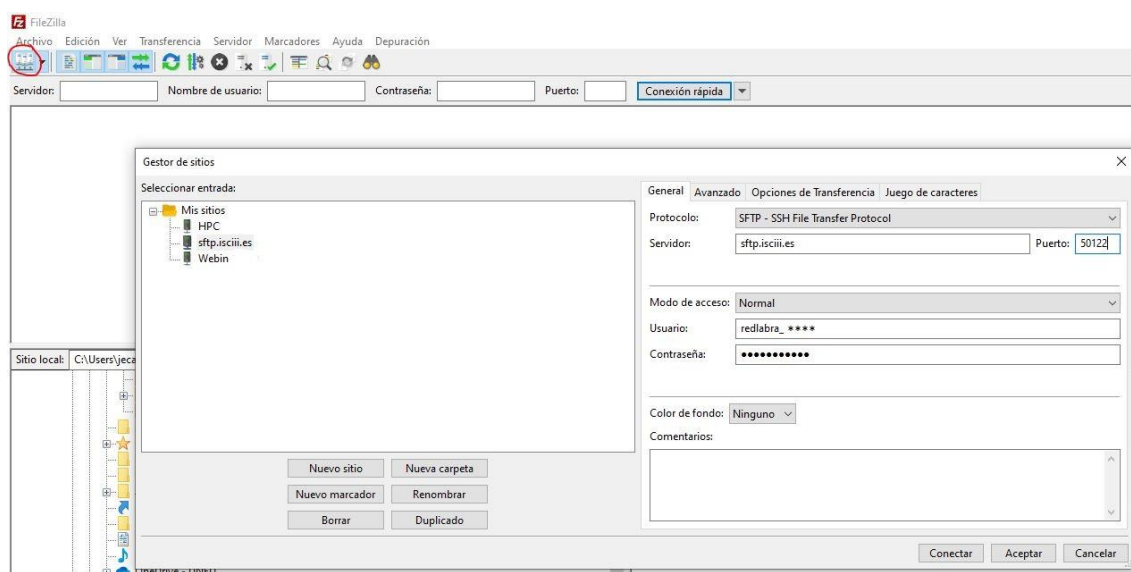 FileZilla
Archivo Edición Ver Transferencia Servidor Marcadores Ayuda Depuración
Servidor: Nombre de usuario: Contraseña: Puerto: Conexión rápida
Gestor de sitios
Seleccionar entrada:
Mis sitios
HPC
sftp.isciii.es
Webin
Nuevo sitio Nueva carpeta
Nuevo marcador Renombrar
Borrar Duplicado
General Avanzado Opciones de Transferencia Juego de caracteres
Protocolo: SFTP - SSH File Transfer Protocol
Servidor: sftp.isciii.es Puerto: 50122
Modo de acceso: Normal
Usuario: redlabra_ ****
Contraseña: ●●●●●●●●●●●
Color de fondo: Ninguno
Comentarios:
Conectar Aceptar Cancelar
Sitio local: C:\Users\jeca